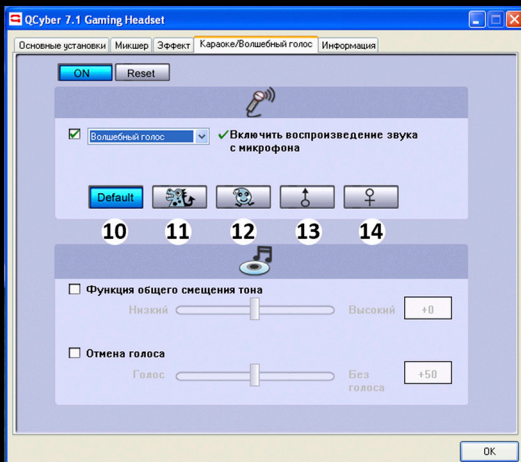 QCyber 7.1 Gaming Headset
Основные установки Микшер Эффект Караоке/Волшебный голос Информация
ON Reset
Волшебный голос Включить воспроизведение звука
с микрофона
Default
10 11 12 13 14
Функция общего смещения тона
Низкий Высокий +0
Отмена голоса
Голос Без +50
голоса
OK